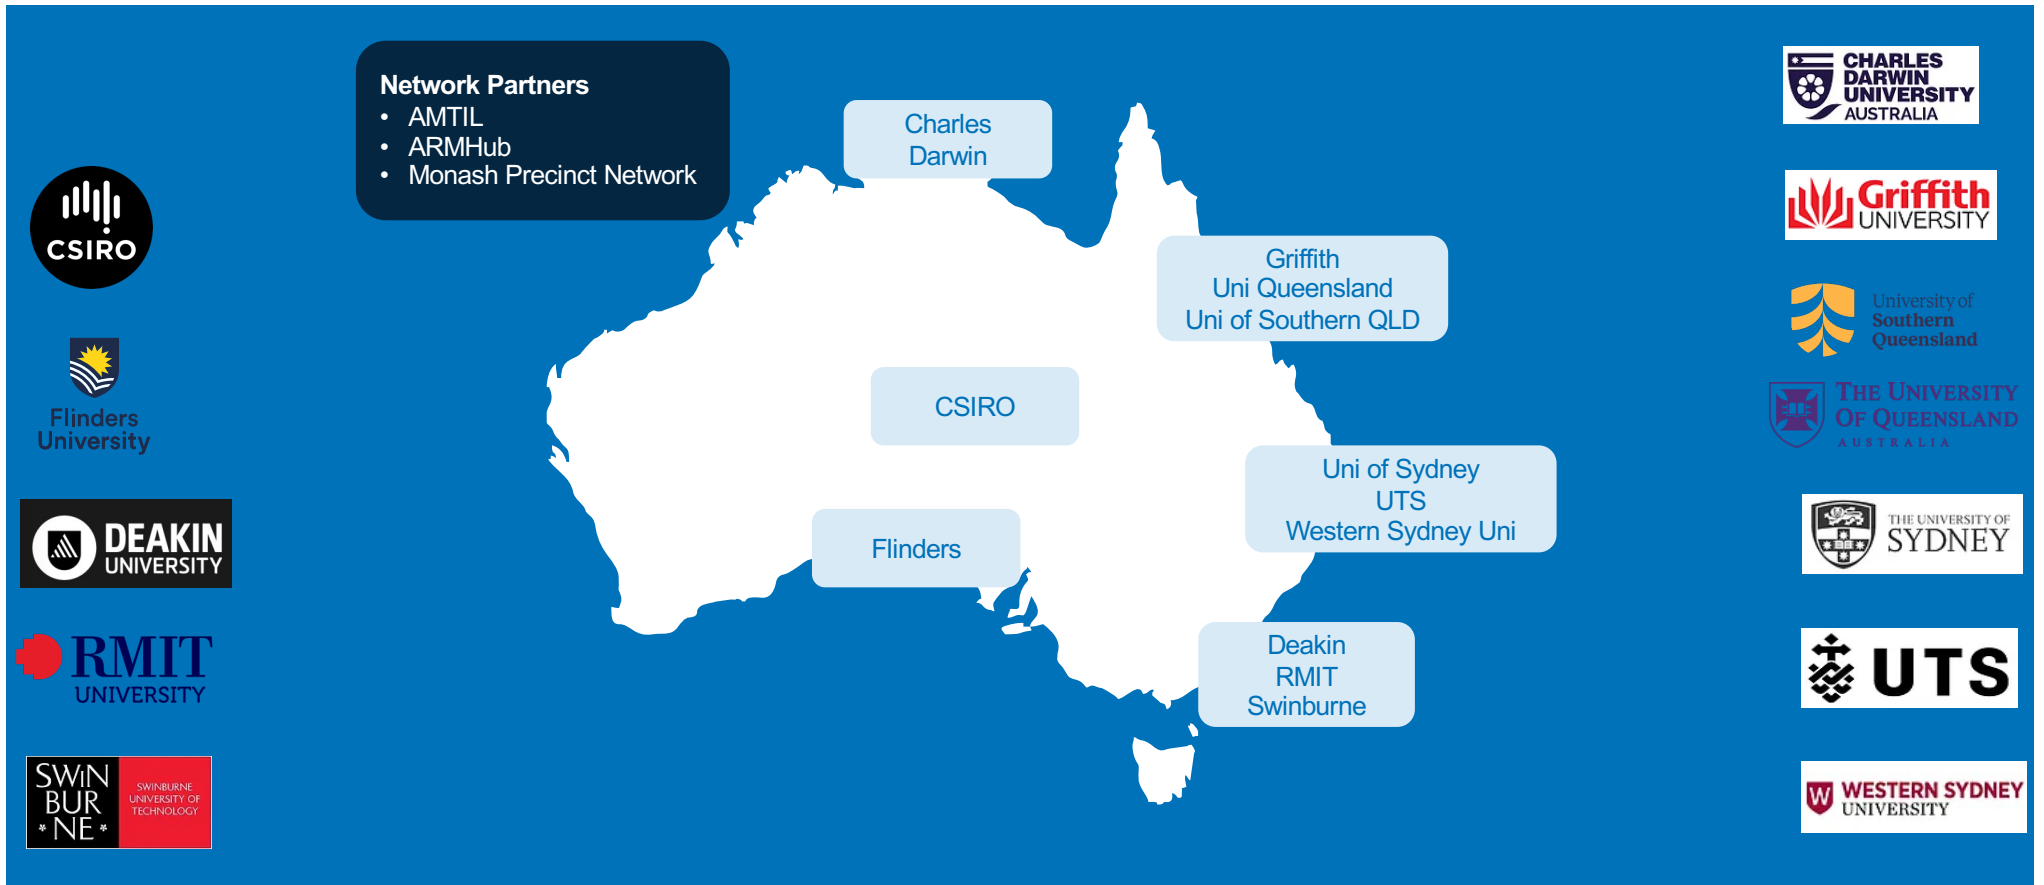 Network Partners
• AMTIL
• ARMHub
• Monash Precinct Network
CSIRO
Flinders
University
DEAKIN
UNIVERSITY
RMIT
UNIVERSITY
SWIN
BUR
NE
SWINBURNE
UNIVERSITY OF
TECHNOLOGY
Charles
Darwin
Griffith
Uni Queensland
Uni of Southern QLD
CSIRO
Uni of Sydney
UTS
Western Sydney Uni
Flinders
Deakin
RMIT
Swinburne
CHARLES
DARWIN
UNIVERSITY
AUSTRALIA
Griffith
UNIVERSITY
University of
Southern
Queensland
THE UNIVERSITY
OF QUEENSLAND
AUSTRALIA
THE UNIVERSITY OF
SYDNEY
UTS
W
WESTERN SYDNEY
UNIVERSITY